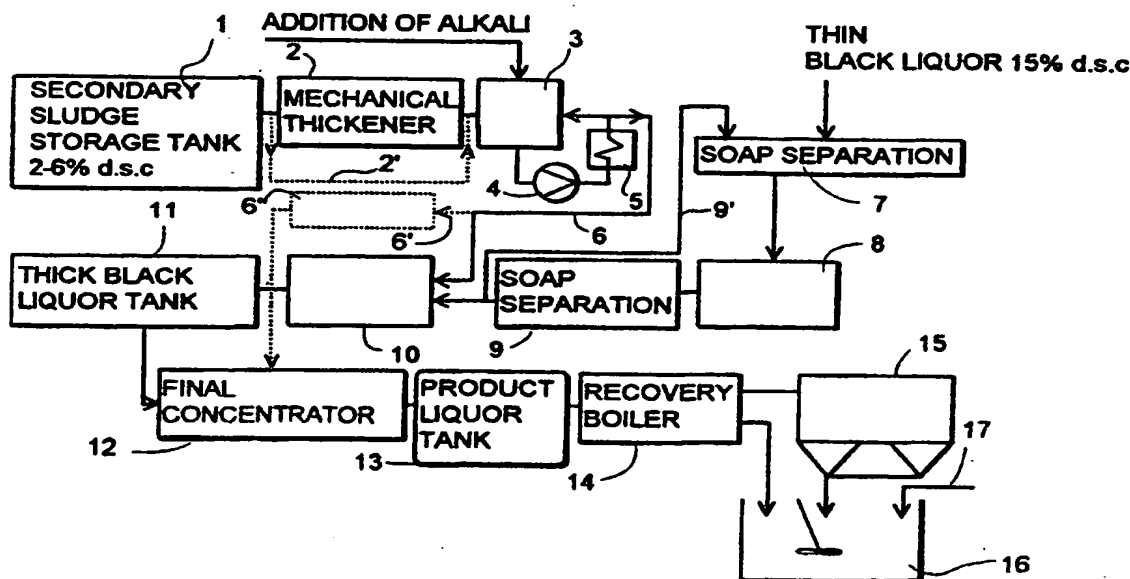 ADDITION OF ALKALI
1
2
3
THIN
BLACK LIQUOR 15% d.s.c
SECONDARY
SLUDGE
STORAGE TANK
2-6% d.s.c
MECHANICAL
THICKENER
SOAP SEPARATION
2'
4
5
7
6"
6'
6
9'
8
11
THICK BLACK
LIQUOR TANK
SOAP
SEPARATION
10
9
15
FINAL
CONCENTRATOR
PRODUCT
LIQUOR
TANK
RECOVERY
BOILER
12
13
14
17
16